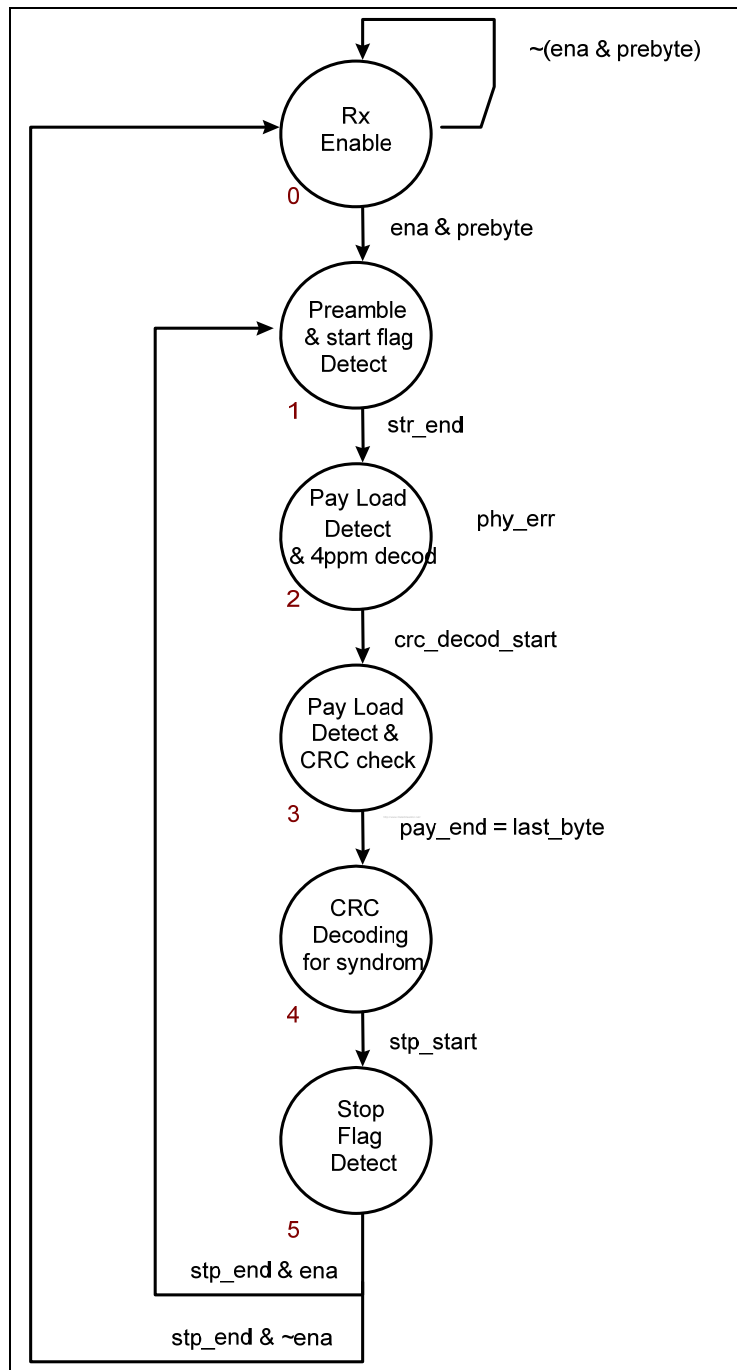 ~(ena & prebyte)
Rx
Enable
0
ena & prebyte
Preamble
& start flag
Detect
1
str_end
Pay Load
Detect
& 4ppm decod
phy_err
2
crc_decod_start
Pay Load
Detect &
CRC check
3
pay_end = last_byte
CRC
Decoding
for syndrom
4
stp_start
Stop
Flag
Detect
5
stp_end & ena
stp_end & ~ena